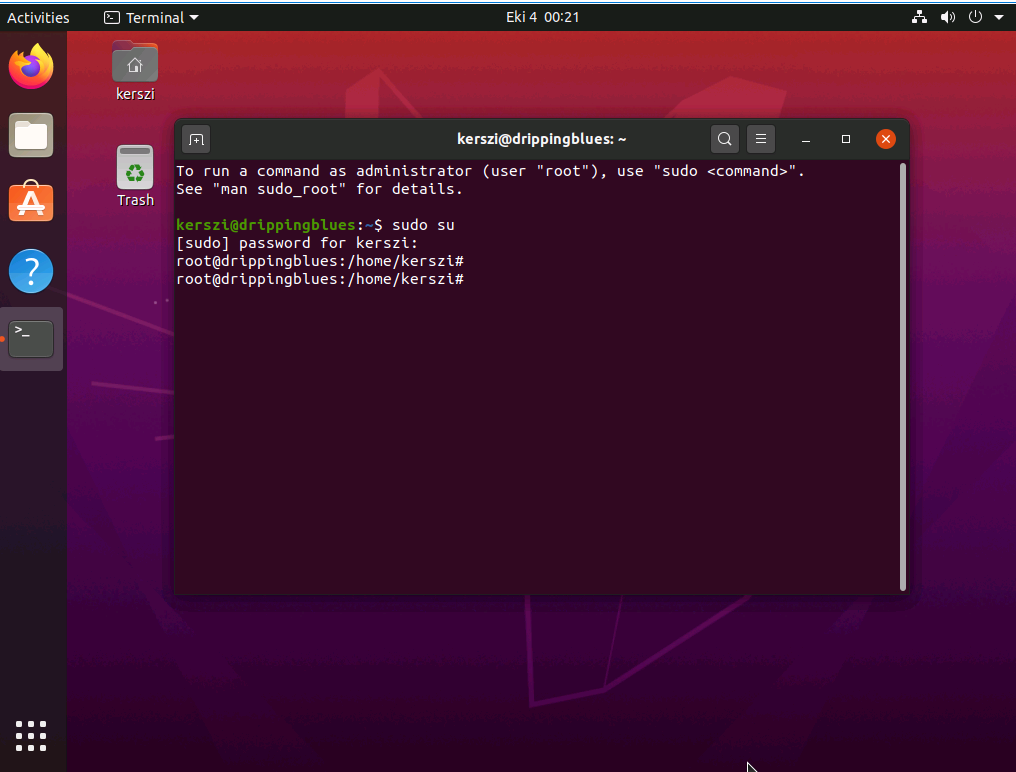 Activities
Terminal
Eki 4 00:21
kerszi
Trash
kerszi@drippingblues: ~
To run a command as administrator (user "root"), use "sudo <command>".
See "man sudo_root" for details.
kerszi@drippingblues:~$ sudo su
[sudo] password for kerszi:
root@drippingblues:/home/kerszi#
root@drippingblues:/home/kerszi#